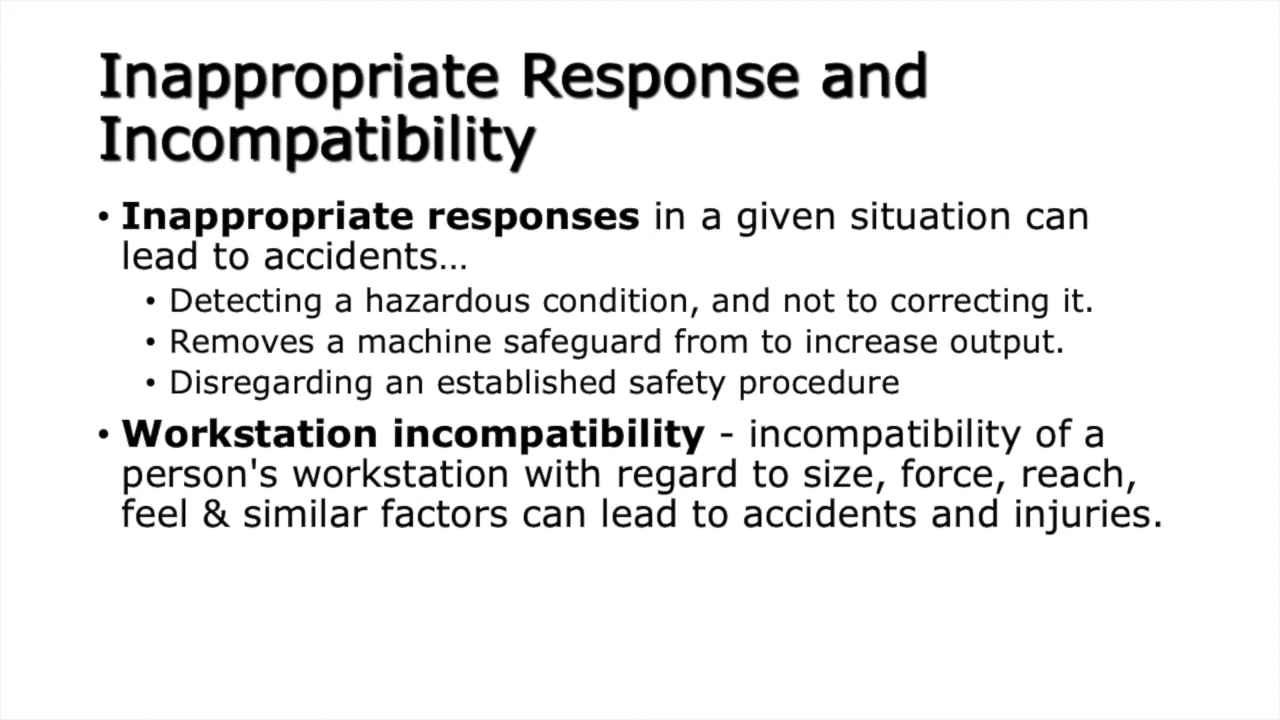 Inappropriate Response and
Incompatibility
• Inappropriate responses in a given situation can
lead to accidents…
• Detecting a hazardous condition, and not to correcting it.
• Removes a machine safeguard from to increase output.
• Disregarding an established safety procedure
• Workstation incompatibility - incompatibility of a
person's workstation with regard to size, force, reach,
feel & similar factors can lead to accidents and injuries.